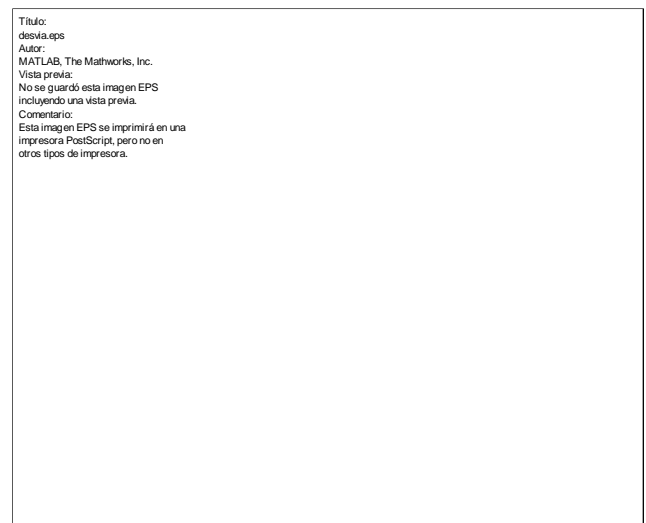 Título:
desvia.eps
Autor:
MATLAB, The Mathworks, Inc.
Vista previa:
No se guardó esta imagen EPS
incluyendo una vista previa.
Comentario:
Esta imagen EPS se imprimirá en una
impresora PostScript, pero no en
otros tipos de impresora.